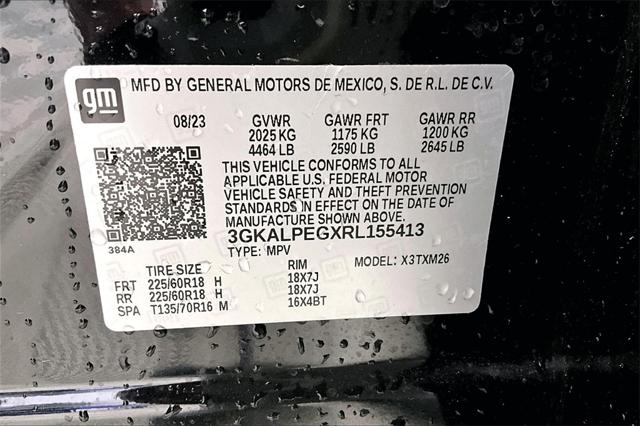 gm
MFD BY GENERAL MOTORS DE MEXICO, S. DE R.L. DE C.V.
08/23 GVWR GAWR FRT GAWR RR
2025 KG 1175 KG 1200 KG
4464 LB 2590 LB 2645 LB
THIS VEHICLE CONFORMS TO ALL
APPLICABLE U.S. FEDERAL MOTOR
VEHICLE SAFETY AND THEFT PREVENTION
STANDARDS IN EFFECT ON THE DATE OF
MANUFACTURE SHOWN ABOVE.
384A
3GKALPEGXRL155413
TYPE: MPV MODEL: X3TXM26
TIRE SIZE RIM
FRT 225/60R18 H 18X7J
RR 225/60R18 H 18X7J
SPA T135/70R16 M 16X4BT